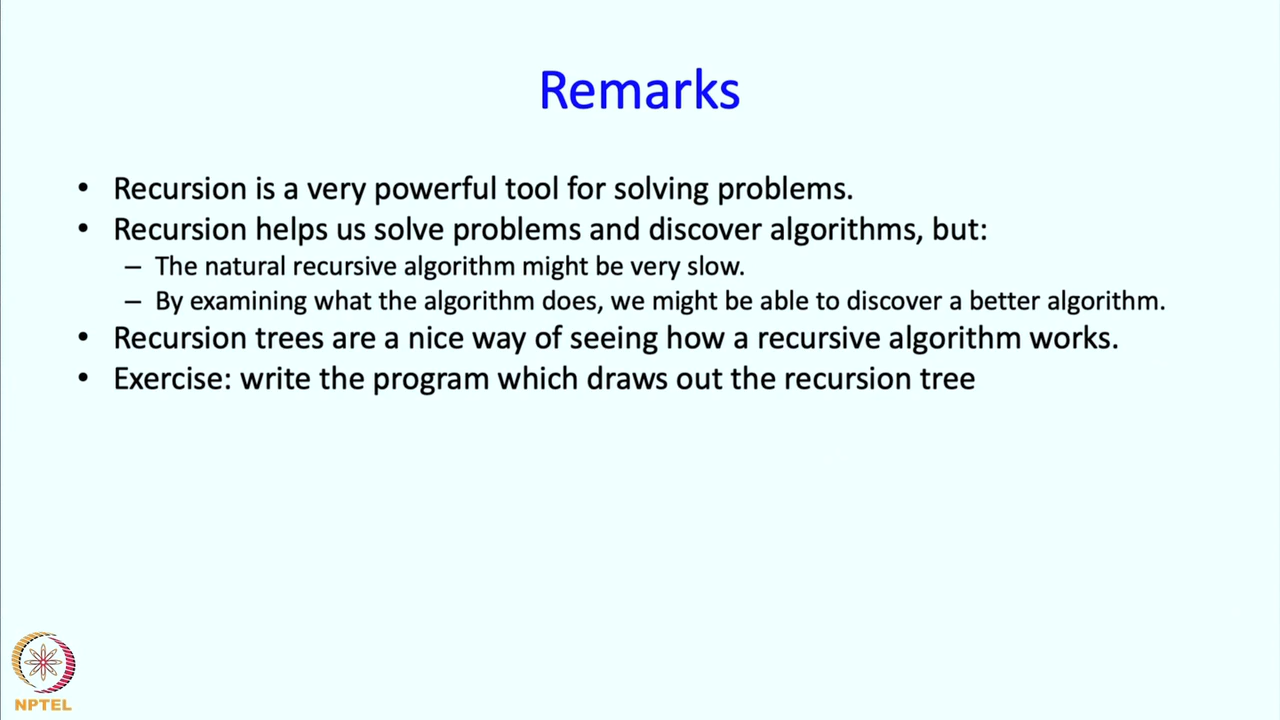 Remarks
• Recursion is a very powerful tool for solving problems.
• Recursion helps us solve problems and discover algorithms, but:
– The natural recursive algorithm might be very slow.
– By examining what the algorithm does, we might be able to discover a better algorithm.
• Recursion trees are a nice way of seeing how a recursive algorithm works.
• Exercise: write the program which draws out the recursion tree
NPTEL